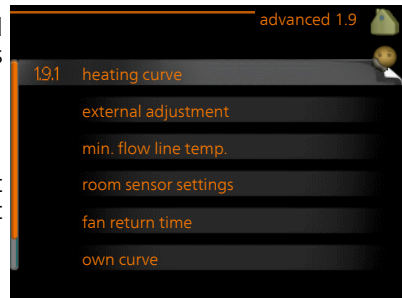 advanced 1.9
1.9.1 heating curve
external adjustment
min. flow line temp.
room sensor settings
fan return time
own curve